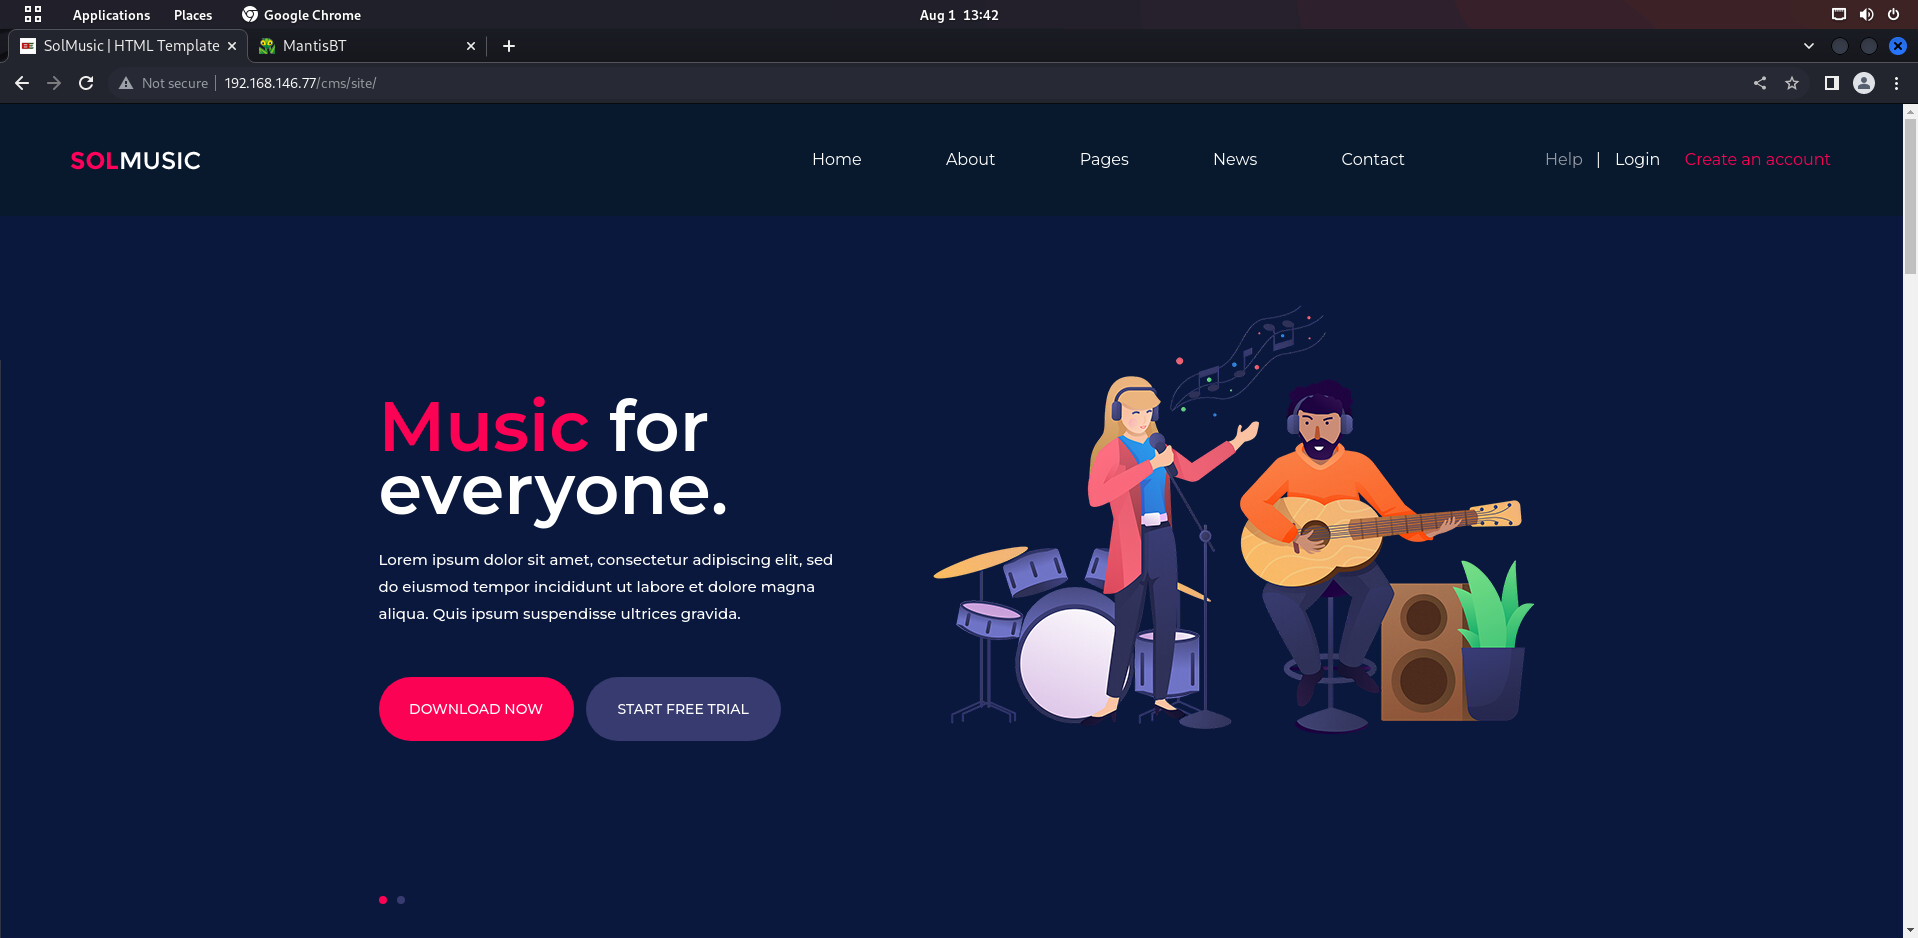 Applications Places Google Chrome Aug 1 13:42
SolMusic | HTML Template MantisBT
Not secure 192.168.146.77/cms/site/
SOLMUSIC Home About Pages News Contact Help | Login Create an account
Music for
everyone.
Lorem ipsum dolor sit amet, consectetur adipiscing elit, sed
do eiusmod tempor incididunt ut labore et dolore magna
aliqua. Quis ipsum suspendisse ultrices gravida.
DOWNLOAD NOW START FREE TRIAL